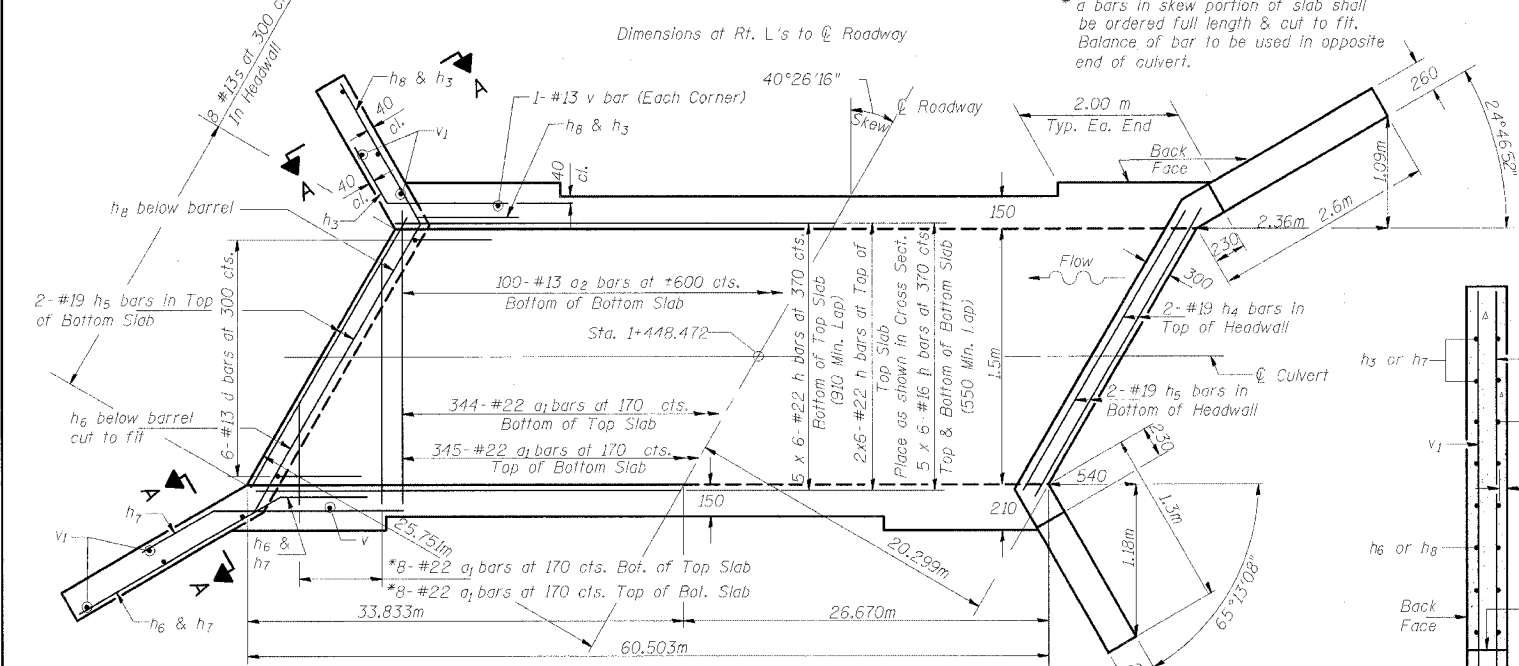 * a bars in skew portion of slab shall
be ordered full length & cut to fit.
Balance of bar to be used in opposite
end of culvert.
Dimensions at Rt. L's to ℄ Roadway
8 #13s at 300 cts.
In Headwall
h8 & h3
A
A
40
cl.
1- #13 v bar (Each Corner)
h8 & h3
v1
40°26'16"
Skew
℄ Roadway
2.00 m
Typ. Ea. End
260
24°46'52"
Back
Face
1.09m
40
cl.
40
cl.
h3
h8 below barrel
150
2.36m
2.6m
230
300
Flow
100- #13 a2 bars at ±600 cts.
Bottom of Bottom Slab
2- #19 h5 bars in Top
of Bottom Slab
6- #13 d bars at 300 cts.
Sta. 1+448.472
5 x 6- #22 h bars at 370 cts.
Bottom of Top Slab
(910 Min. Lap)
2x6- #22 h bars at Top of
Top Slab
Place as shown in Cross Sect.
5 x 6 #16 h bars at 370 cts.
Top & Bottom of Bottom Slab
(550 Min. Lap)
1.5m
2- #19 h4 bars in
Top of Headwall
℄ Culvert
2- #19 h5 bars in
Bottom of Headwall
h3 or h7
v1
h6 or h8
Back
Face
h6 below barrel
cut to fit
344- #22 a1 bars at 170 cts.
Bottom of Top Slab
345- #22 a1 bars at 170 cts.
Top of Bottom Slab
230
540
210
150
1.3m
1.18m
65°13'08"
A
A
h7
v1
h6 &
h7
v
25.751m
20.299m
*8- #22 a1 bars at 170 cts. Bot. of Top Slab
*8- #22 a1 bars at 170 cts. Top of Bot. Slab
h6 & h7
33.833m
26.670m
60.503m